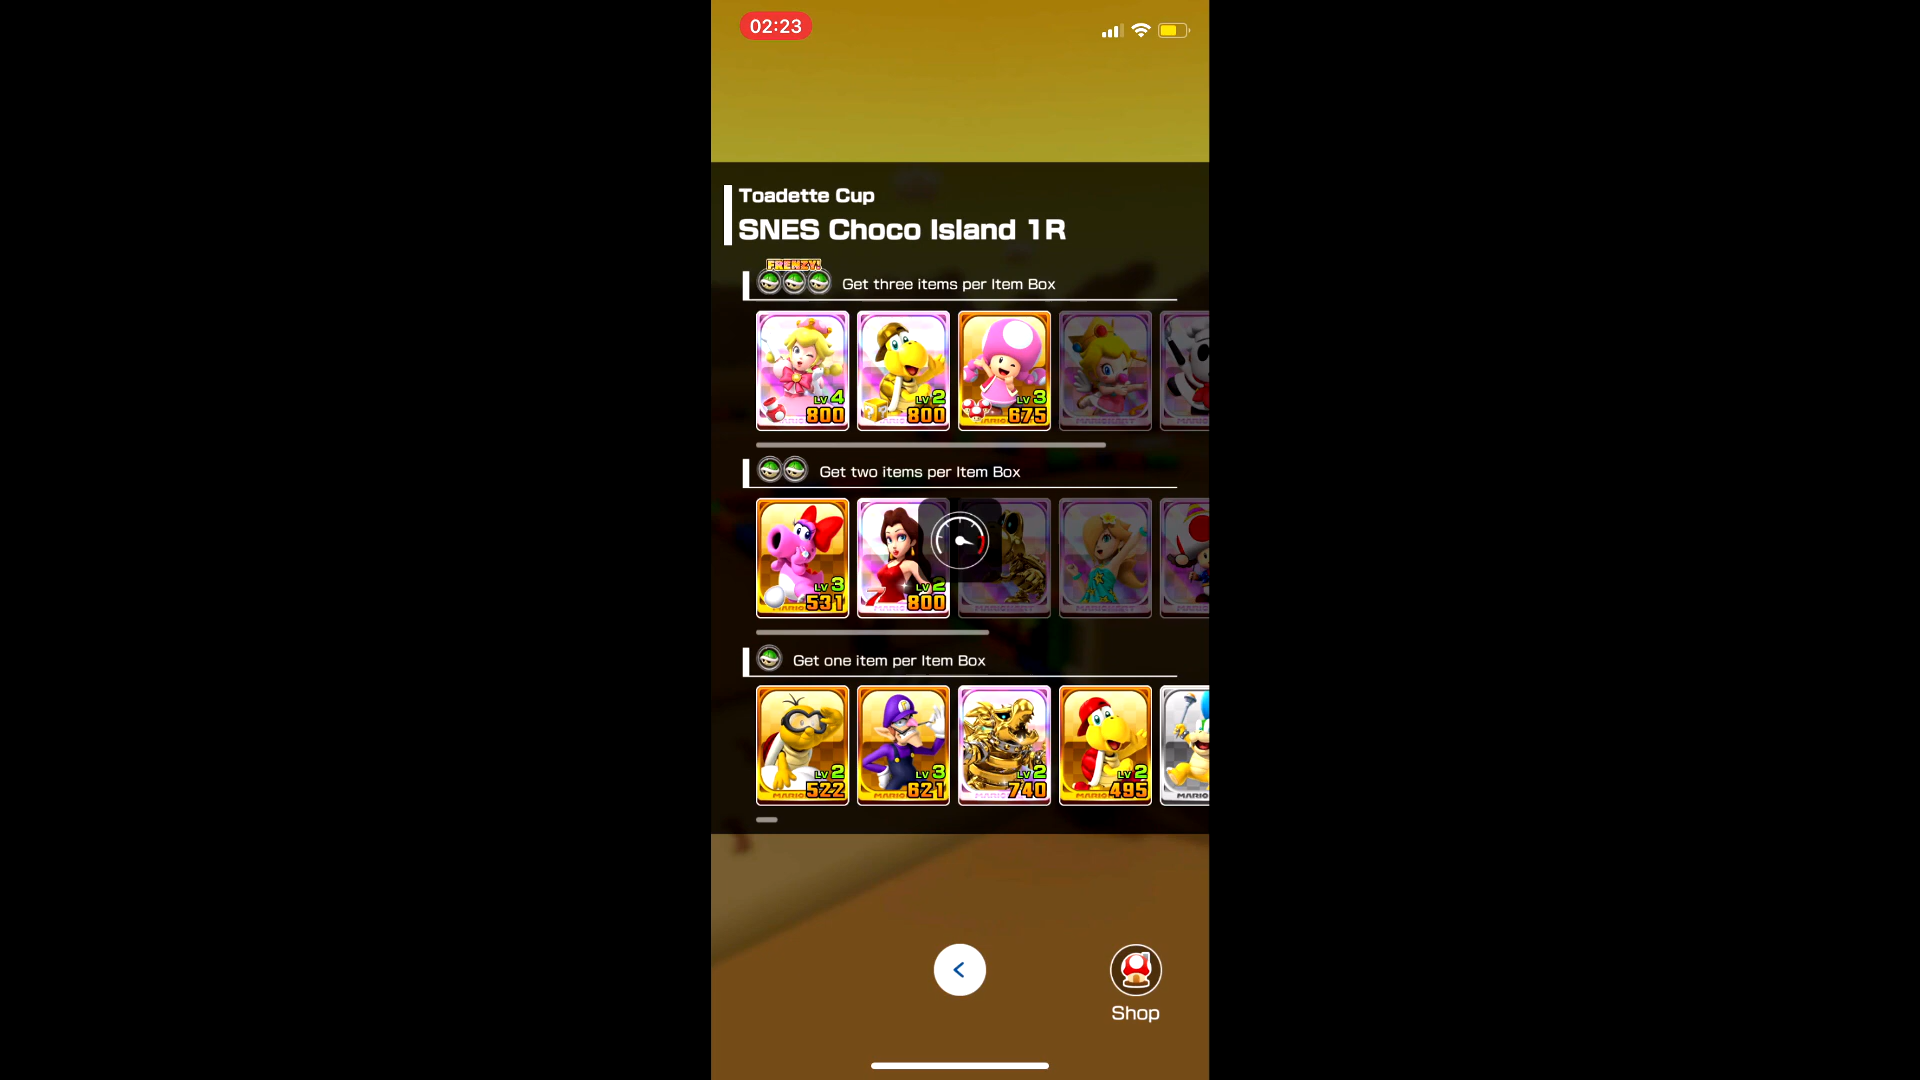 02:23
Toadette Cup
SNES Choco Island 1R
FRENZY!
Get three items per Item Box
LV 4
800
LV 2
800
LV 3
675
Get two items per Item Box
LV 3
531
LV 2
800
Get one item per Item Box
LV 2
522
LV 3
621
LV 2
740
LV 2
495
Shop